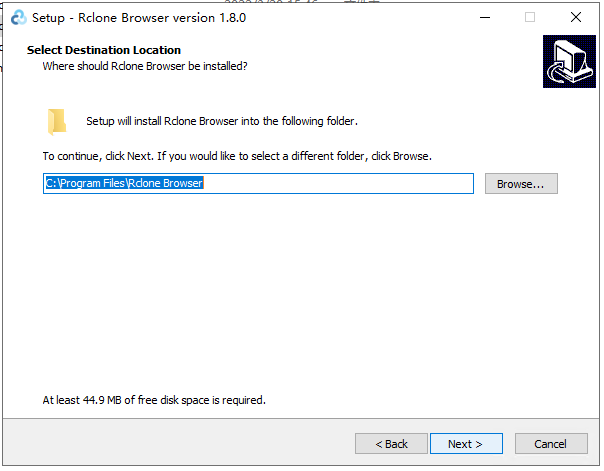 Setup - Rclone Browser version 1.8.0
Select Destination Location
Where should Rclone Browser be installed?
Setup will install Rclone Browser into the following folder.
To continue, click Next. If you would like to select a different folder, click Browse.
C:\Program Files\Rclone Browser
Browse...
At least 44.9 MB of free disk space is required.
< Back
Next >
Cancel